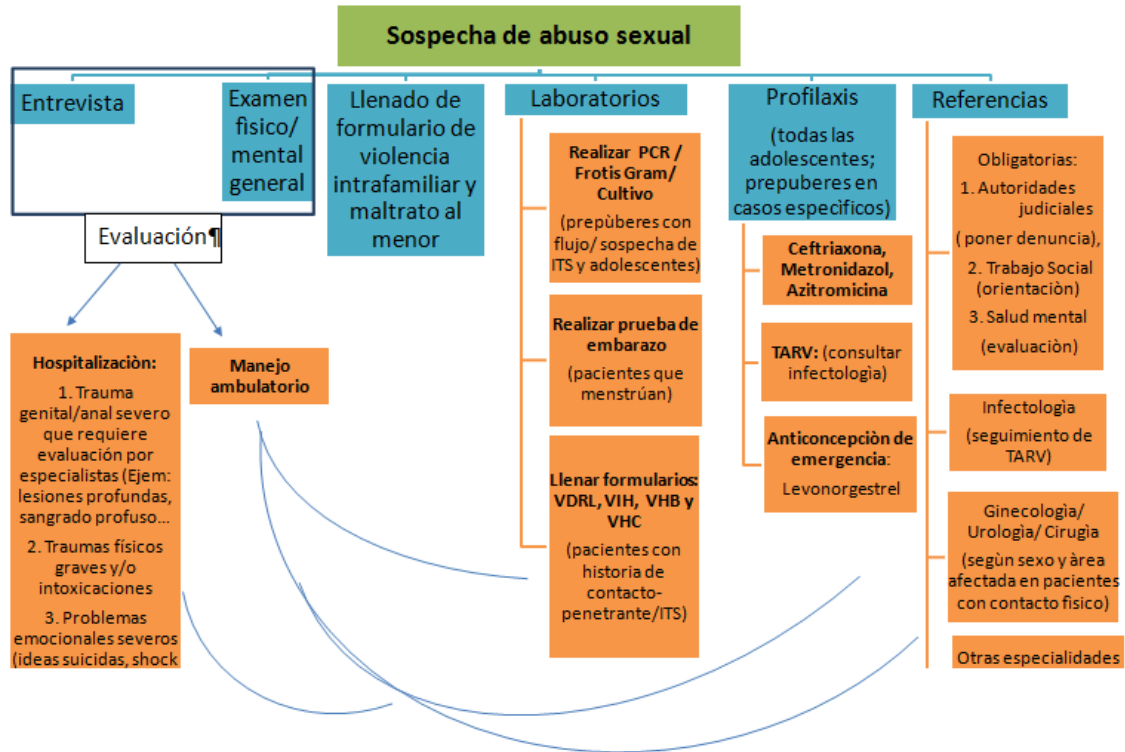 Sospecha de abuso sexual
Entrevista
Examen
fìsico/
mental
general
Evaluación¶
Hospitalizaciòn:
1. Trauma
genital/anal severo
que requiere
evaluación por
especialistas (Ejem:
lesiones profundas,
sangrado profuso...
2. Traumas físicos
graves y/o
intoxicaciones
3. Problemas
emocionales severos
(ideas suicidas, shock
Manejo
ambulatorio
Llenado de
formulario de
violencia
intrafamiliar y
maltrato al
menor
Laboratorios
Realizar PCR /
Frotis Gram/
Cultivo
(prepùberes con
flujo/ sospecha de
ITS y adolescentes)
Realizar prueba de
embarazo
(pacientes que
menstrúan)
Llenar formularios:
VDRL, VIH, VHB y
VHC
(pacientes con
historia de
contacto-
penetrante/ITS)
Profilaxis
(todas las
adolescentes;
prepuberes en
casos especìficos)
Ceftriaxona,
Metronidazol,
Azitromicina
TARV: (consultar
infectologìa)
Anticoncepciòn de
emergencia:
Levonorgestrel
Referencias
Obligatorias:
1. Autoridades
judiciales
( poner denuncia),
2. Trabajo Social
(orientaciòn)
3. Salud mental
(evaluaciòn)
Infectologìa
(seguimiento de
TARV)
Ginecologìa/
Urologìa/ Cirugìa
(segùn sexo y àrea
afectada en pacientes
con contacto fìsico)
Otras especialidades